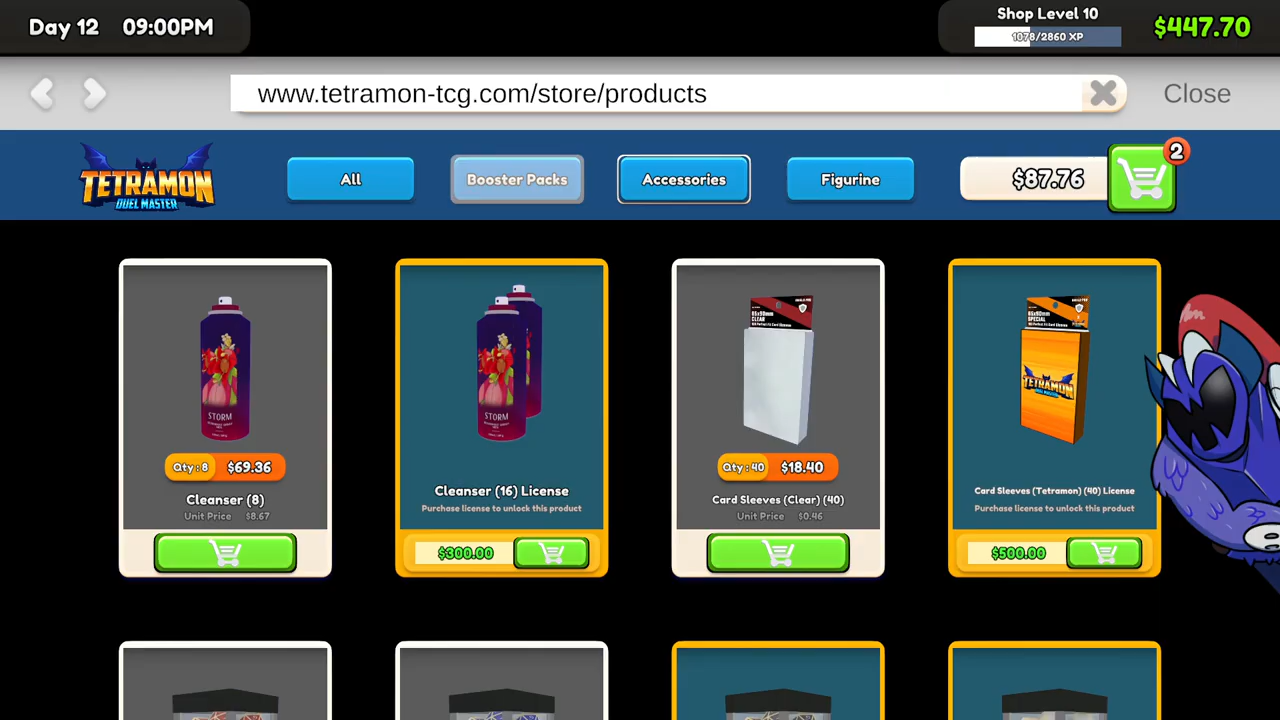 Day 12 09:00PM
Shop Level 10
1078/2860 XP
$447.70
www.tetramon-tcg.com/store/products
Close
TETRAMON
DUEL MASTER
All
Booster Packs
Accessories
Figurine
$87.76
2
STORM
Qty : 8 $69.36
Cleanser (8)
Unit Price $8.67
STORM
Cleanser (16) License
Purchase license to unlock this product
$300.00
65x90mm
CLEAR
Qty : 40 $18.40
Card Sleeves (Clear) (40)
Unit Price $0.46
65x90mm
SPECIAL
TETRAMON
Card Sleeves (Tetramon) (40) License
Purchase license to unlock this product
$500.00